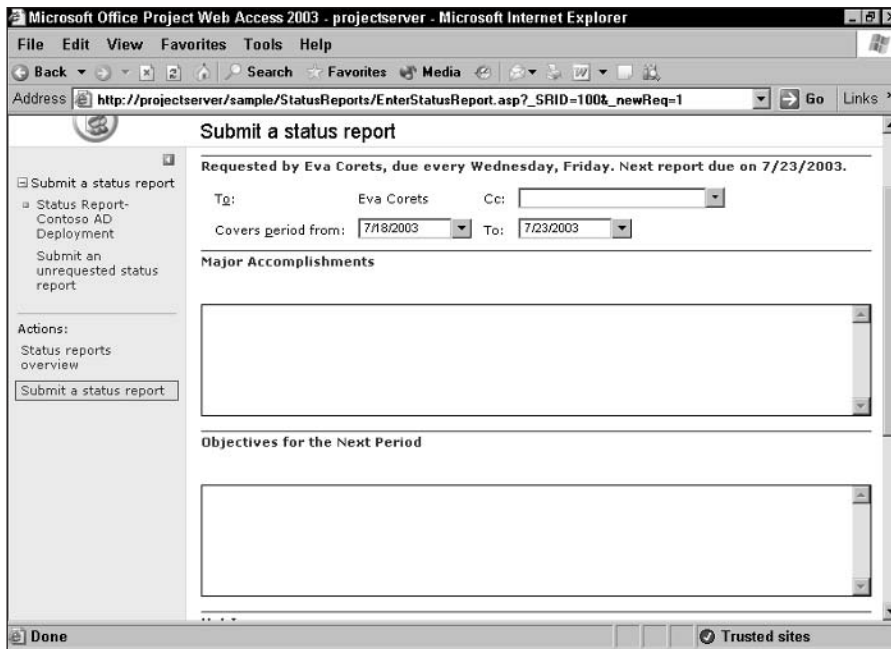 Microsoft Office Project Web Access 2003 - projectserver - Microsoft Internet Explorer
File Edit View Favorites Tools Help
Back Search Favorites Media
Address http://projectserver/sample/StatusReports/EnterStatusReport.asp?_SRID=100&_newReq=1 Go Links
Submit a status report
Requested by Eva Corets, due every Wednesday, Friday. Next report due on 7/23/2003.
To: Eva Corets Cc:
Covers period from: 7/18/2003 To: 7/23/2003
Major Accomplishments
Objectives for the Next Period
Submit a status report
Status Report-
Contoso AD
Deployment
Submit an
unrequested status
report
Actions:
Status reports
overview
Submit a status report
Done Trusted sites